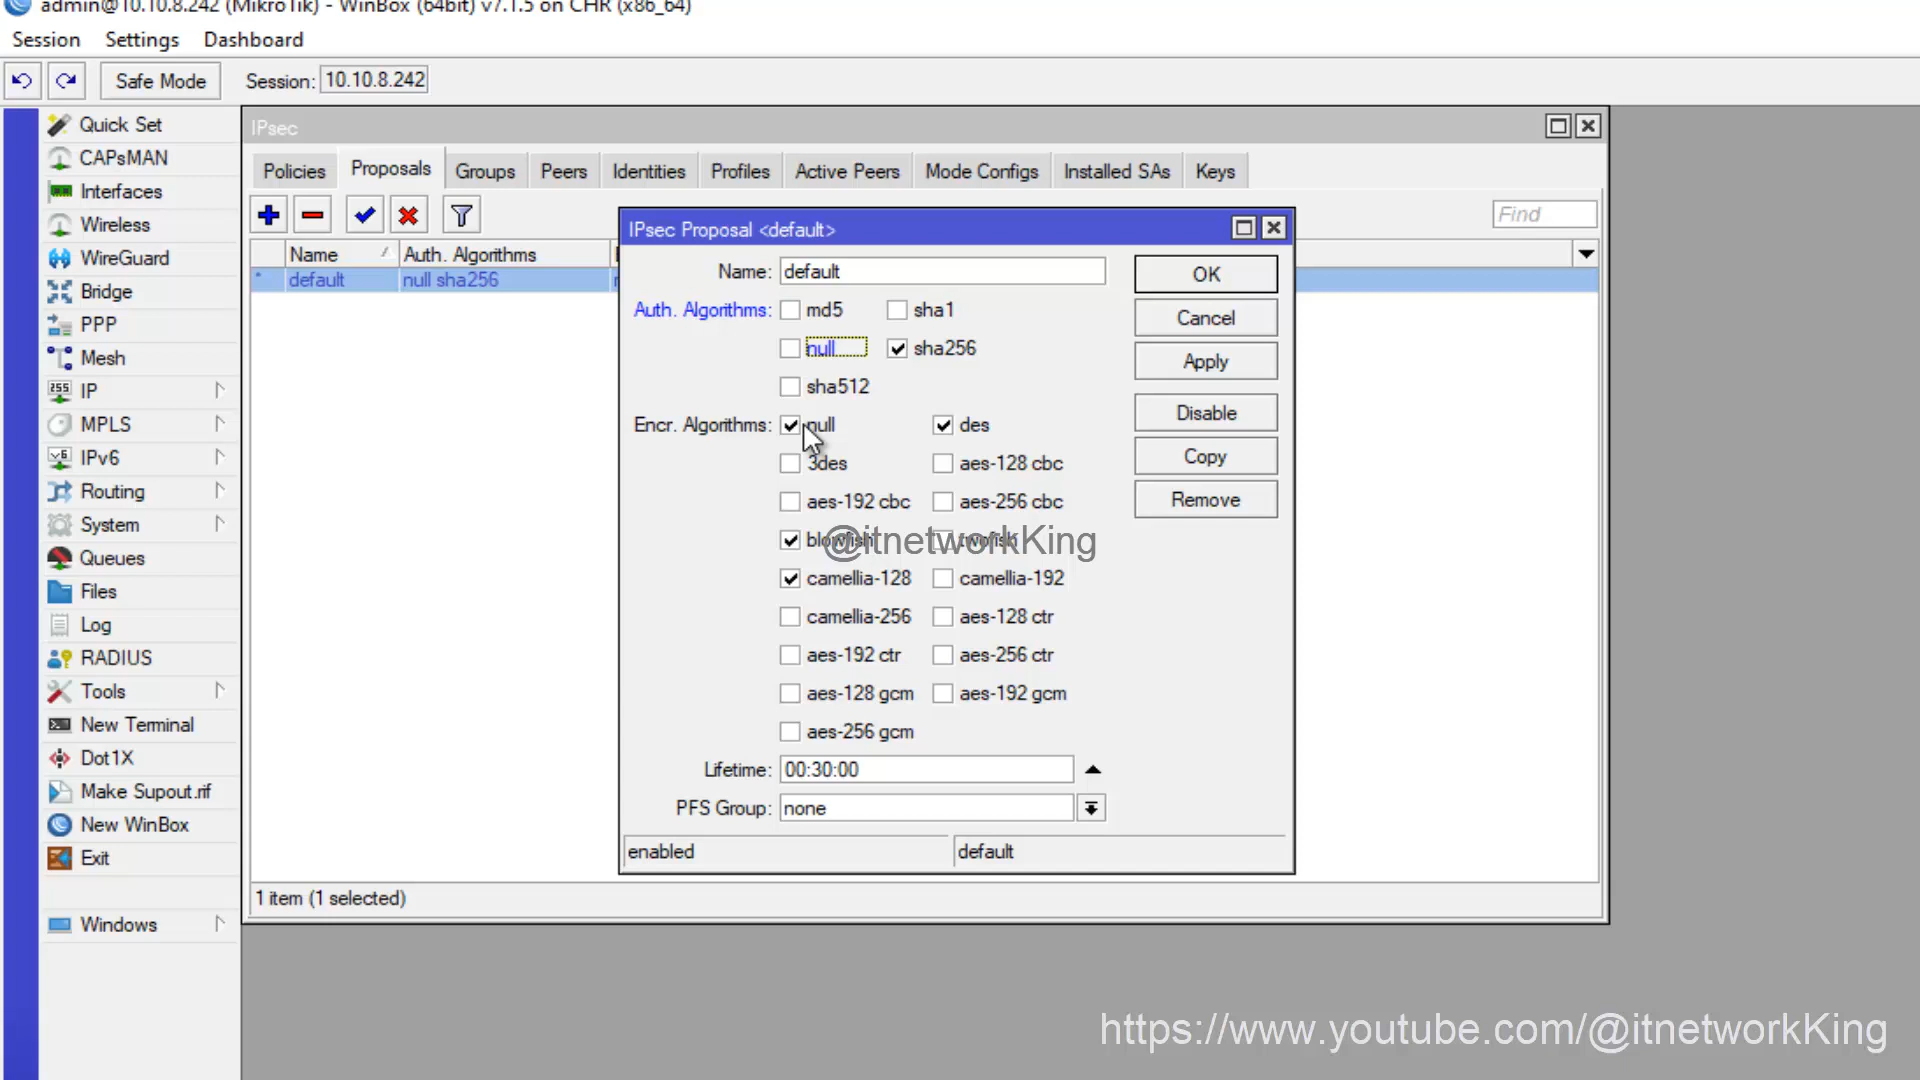 admin@10.10.8.242 (MikroTik) - WinBox (64bit) v7.1.5 on CHR (x86_64)
Session Settings Dashboard
Safe Mode Session: 10.10.8.242
Quick Set
CAPsMAN
Interfaces
Wireless
WireGuard
Bridge
PPP
Mesh
IP
MPLS
IPv6
Routing
System
Queues
Files
Log
RADIUS
Tools
New Terminal
Dot1X
Make Supout.rif
New WinBox
Exit
Windows
IPsec
Policies Proposals Groups Peers Identities Profiles Active Peers Mode Configs Installed SAs Keys
Find
Name Auth. Algorithms
* default null sha256
1 item (1 selected)
IPsec Proposal <default>
Name: default
Auth. Algorithms: md5 sha1
null sha256
sha512
Encr. Algorithms: null des
3des aes-128 cbc
aes-192 cbc aes-256 cbc
blowfish twofish
camellia-128 camellia-192
camellia-256 aes-128 ctr
aes-192 ctr aes-256 ctr
aes-128 gcm aes-192 gcm
aes-256 gcm
Lifetime: 00:30:00
PFS Group: none
enabled default
OK
Cancel
Apply
Disable
Copy
Remove
@itnetworkKing
https://www.youtube.com/@itnetworkKing